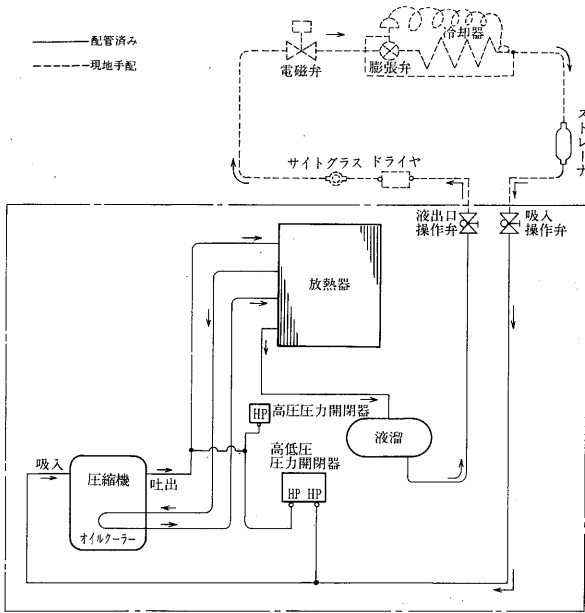 配管済み
現地手配
電磁弁
膨張弁
冷却器
ストレーナ
サイトグラス
ドライヤ
液出口
操作弁
吸入
操作弁
放熱器
HP
高圧圧力開閉器
液溜
高低圧
圧力開閉器
HP HP
吸入
圧縮機
吐出
オイルクーラー